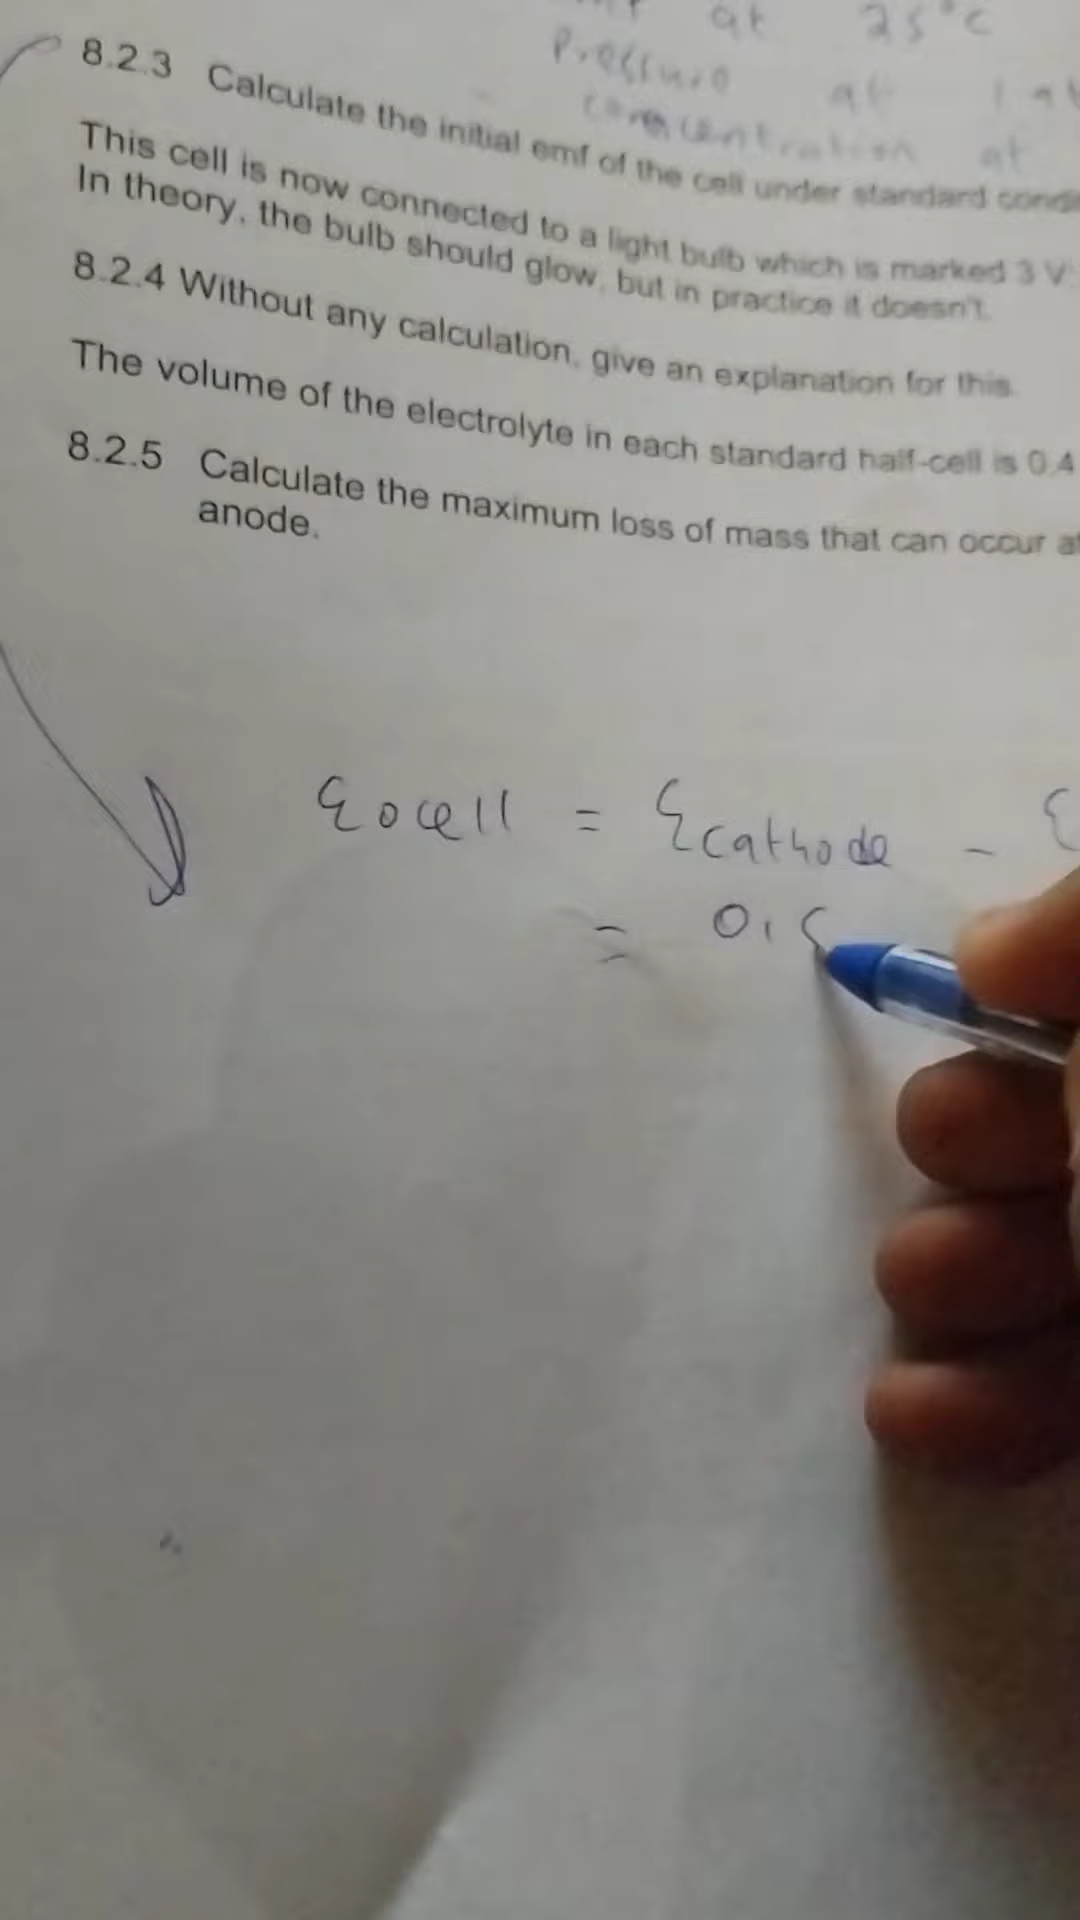 at 25°C
Pressure at 1 at
concentration at
8.2.3 Calculate the initial emf of the cell under standard condi
This cell is now connected to a light bulb which is marked 3 V
In theory, the bulb should glow, but in practice it doesn't.
8.2.4 Without any calculation, give an explanation for this.
The volume of the electrolyte in each standard half-cell is 0,4
8.2.5 Calculate the maximum loss of mass that can occur at
anode.
Ɛocell = Ɛcathode - Ɛ
= 0,